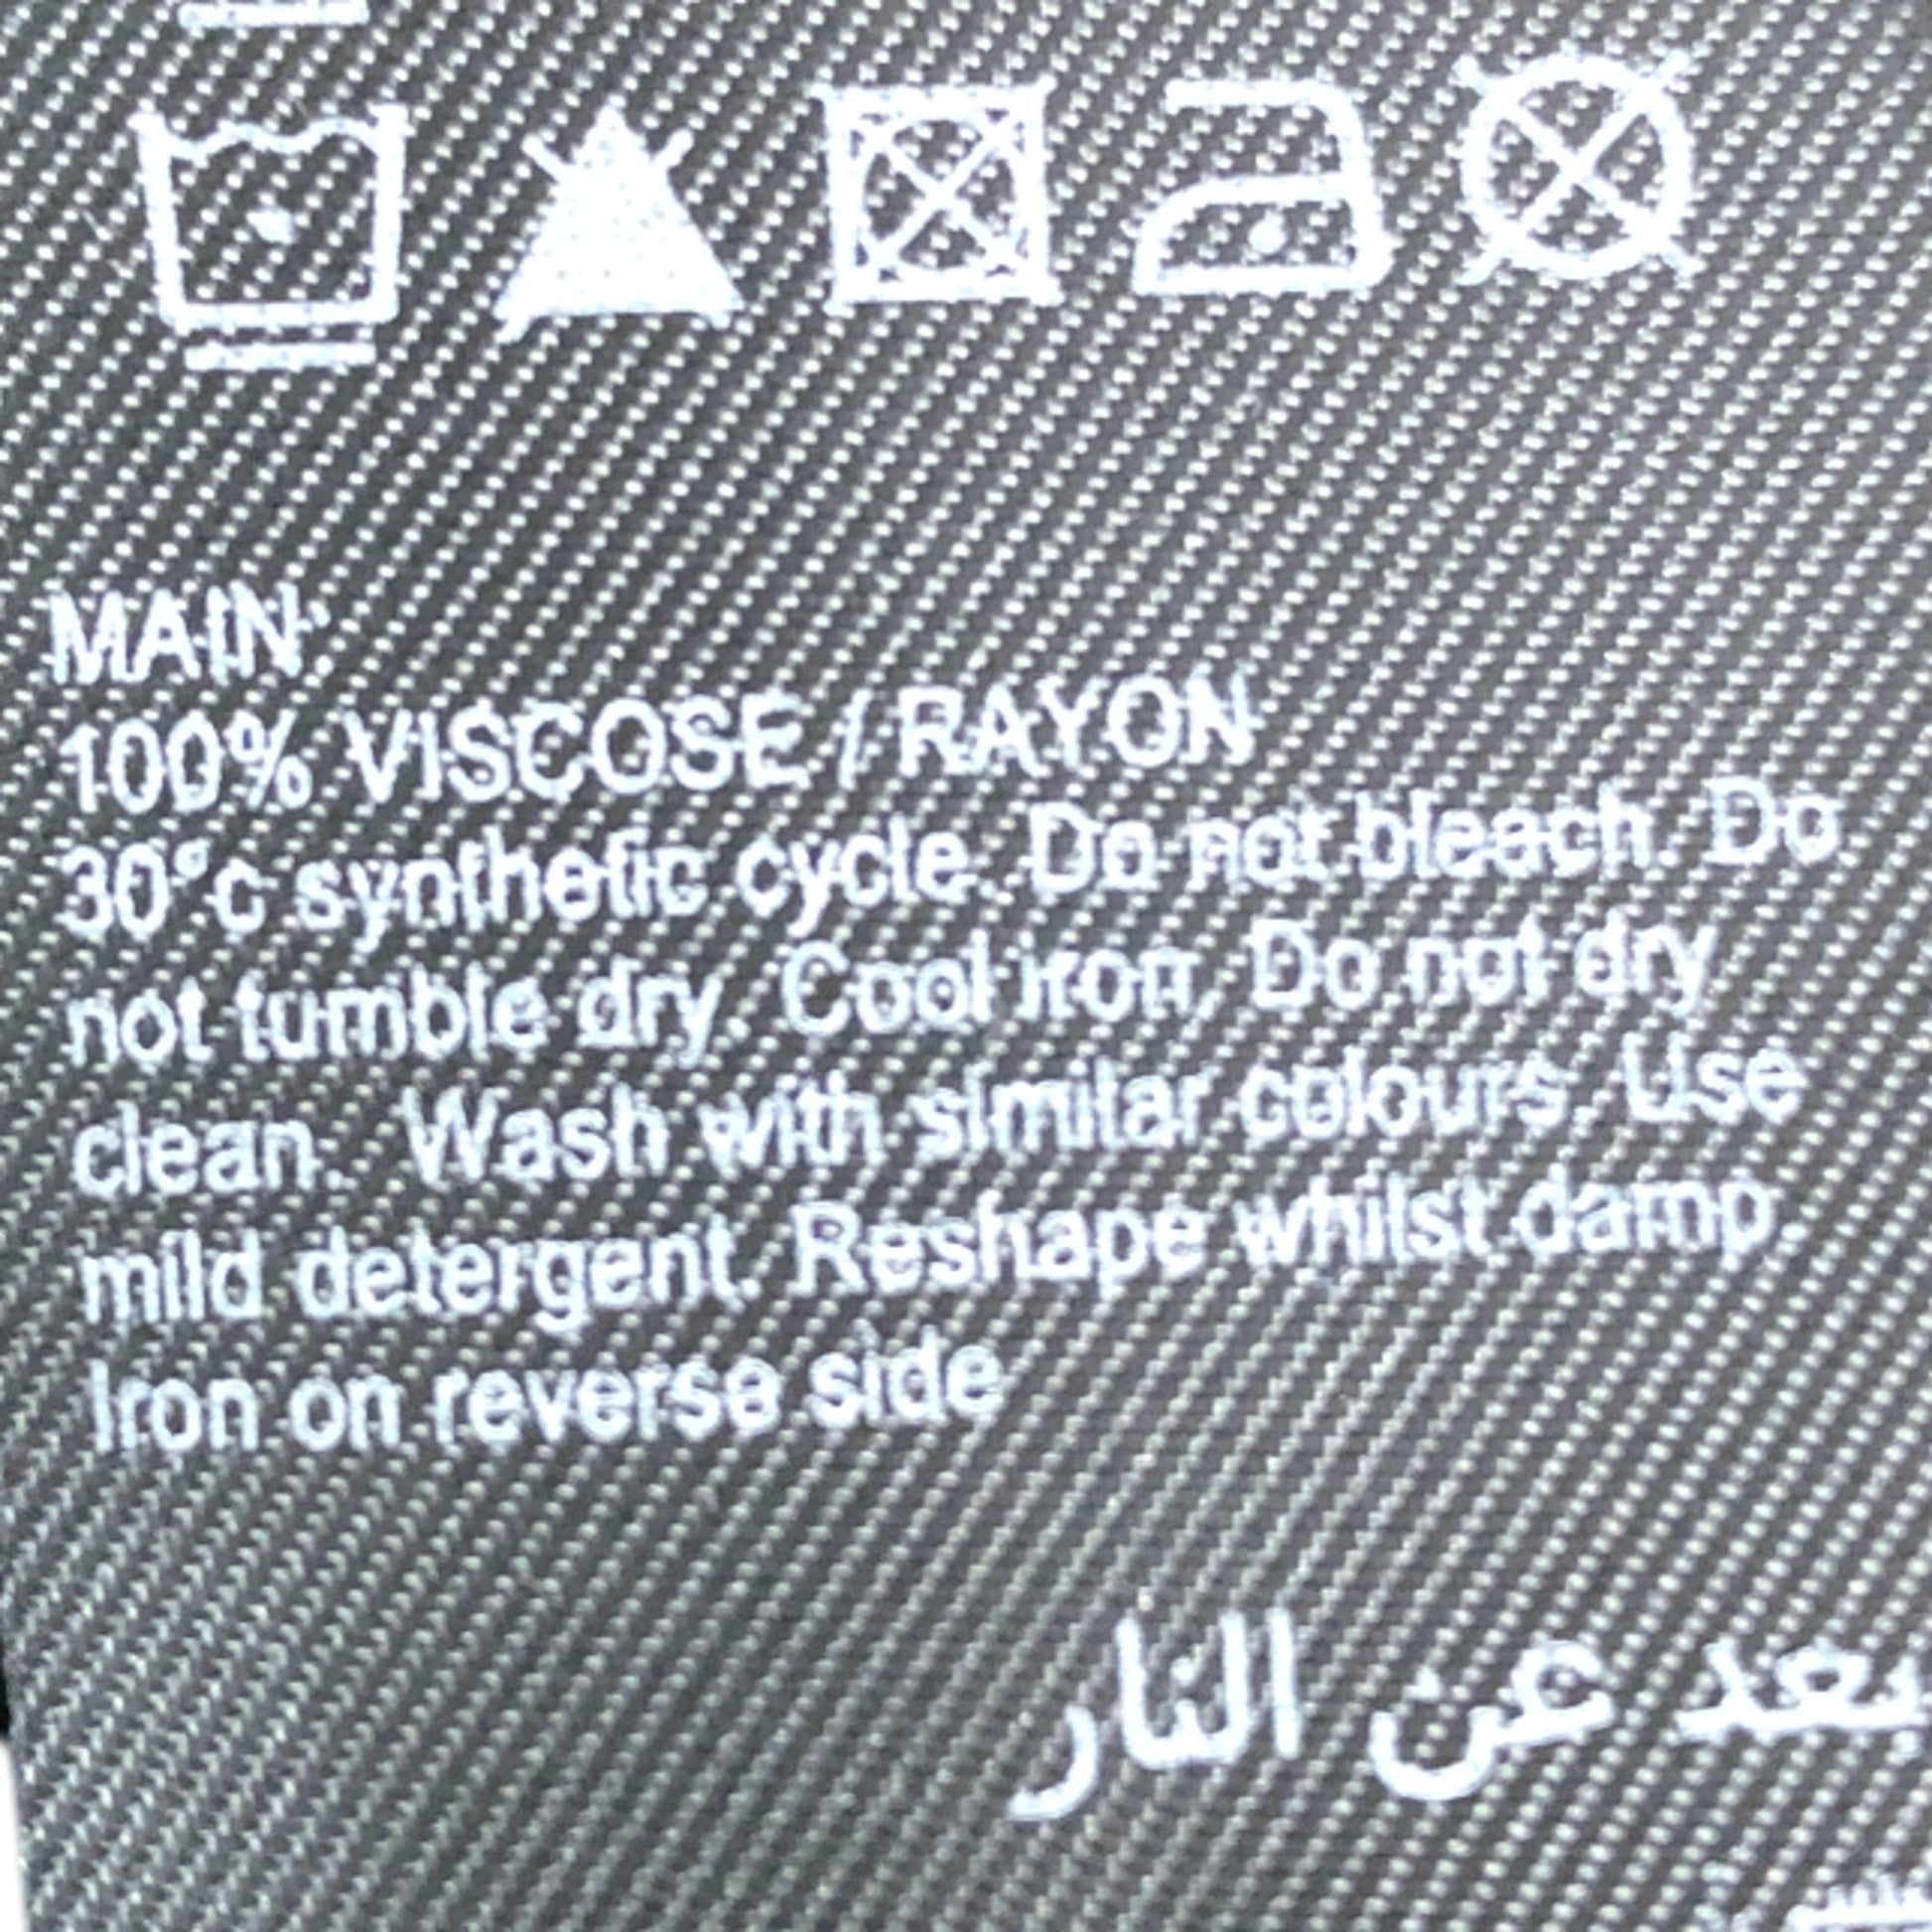 MAIN:
100% VISCOSE / RAYON
30°c synthetic cycle. Do not bleach. Do
not tumble dry. Cool iron. Do not dry
clean. Wash with similar colours. Use
mild detergent. Reshape whilst damp.
Iron on reverse side
بعد عن النار